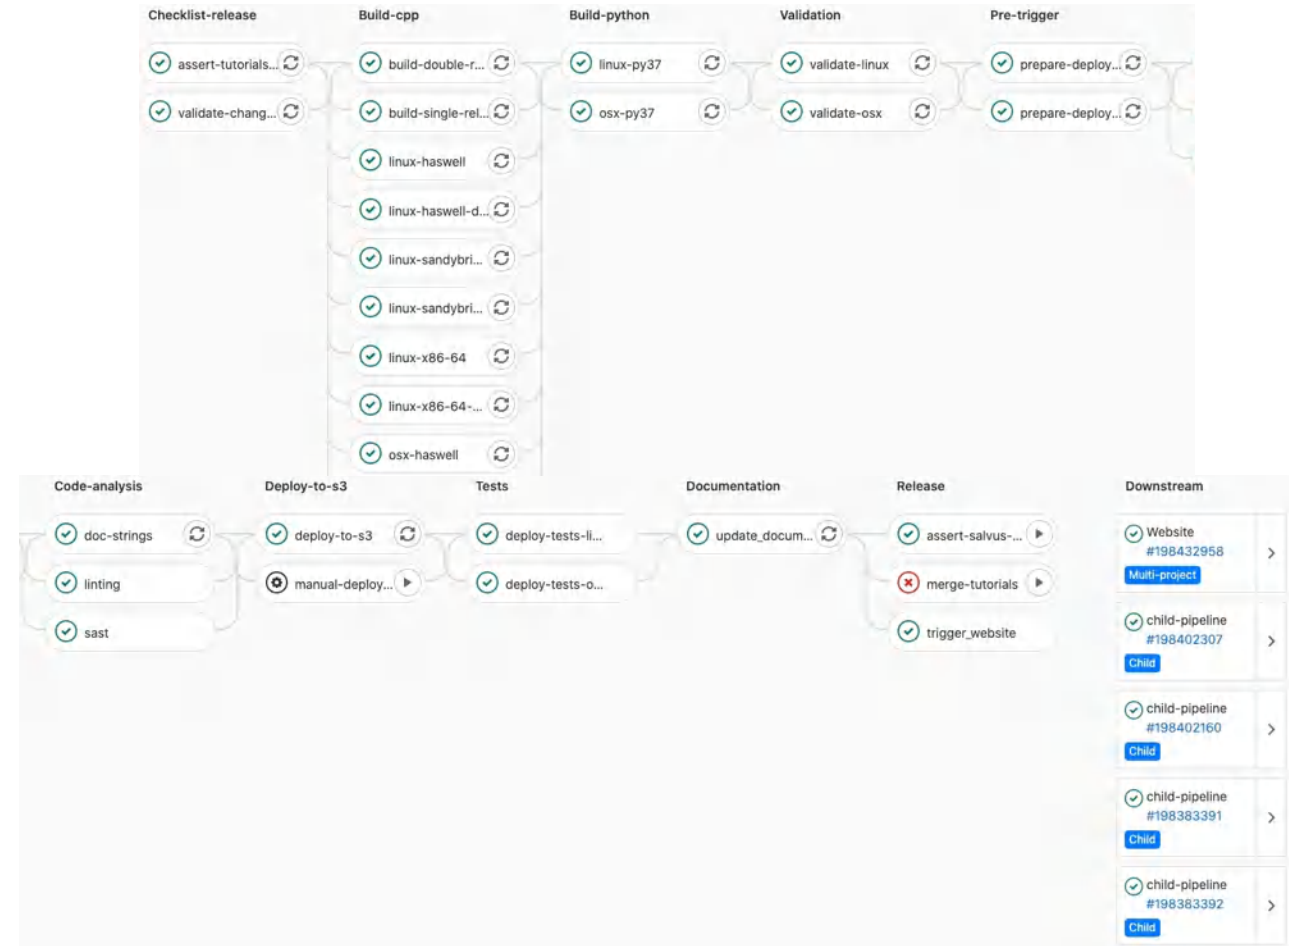 Checklist-release
Build-cpp
Build-python
Validation
Pre-trigger
assert-tutorials...
build-double-r...
linux-py37
validate-linux
prepare-deploy...
validate-chang...
build-single-rel...
osx-py37
validate-osx
prepare-deploy...
linux-haswell
linux-haswell-d...
linux-sandybri...
linux-sandybri...
linux-x86-64
linux-x86-64-...
osx-haswell
Code-analysis
Deploy-to-s3
Tests
Documentation
Release
Downstream
doc-strings
deploy-to-s3
deploy-tests-li...
update_docum...
assert-salvus-...
linting
manual-deploy...
deploy-tests-o...
merge-tutorials
sast
trigger_website
Website
#198432958
Multi-project
child-pipeline
#198402307
Child
child-pipeline
#198402160
Child
child-pipeline
#198383391
Child
child-pipeline
#198383392
Child